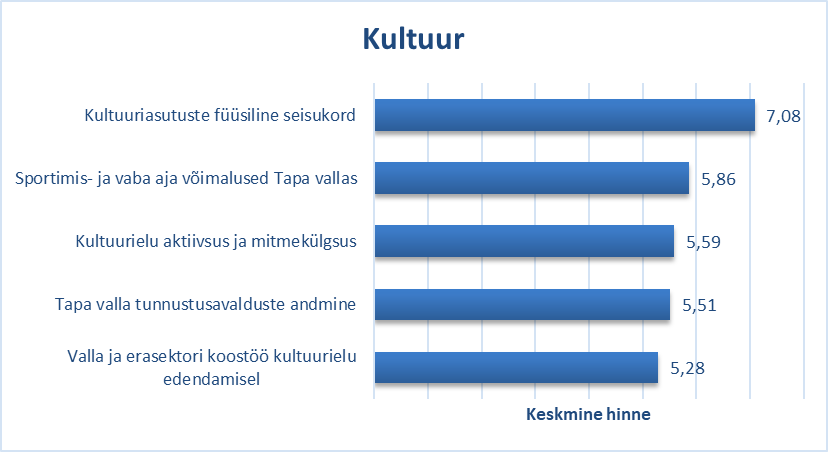 Kultuur
Kultuuriasutuste füüsiline seisukord
7,08
Sportimis- ja vaba aja võimalused Tapa vallas
5,86
Kultuurielu aktiivsus ja mitmekülgsus
5,59
Tapa valla tunnustusavalduste andmine
5,51
Valla ja erasektori koostöö kultuurielu
edendamisel
5,28
Keskmine hinne